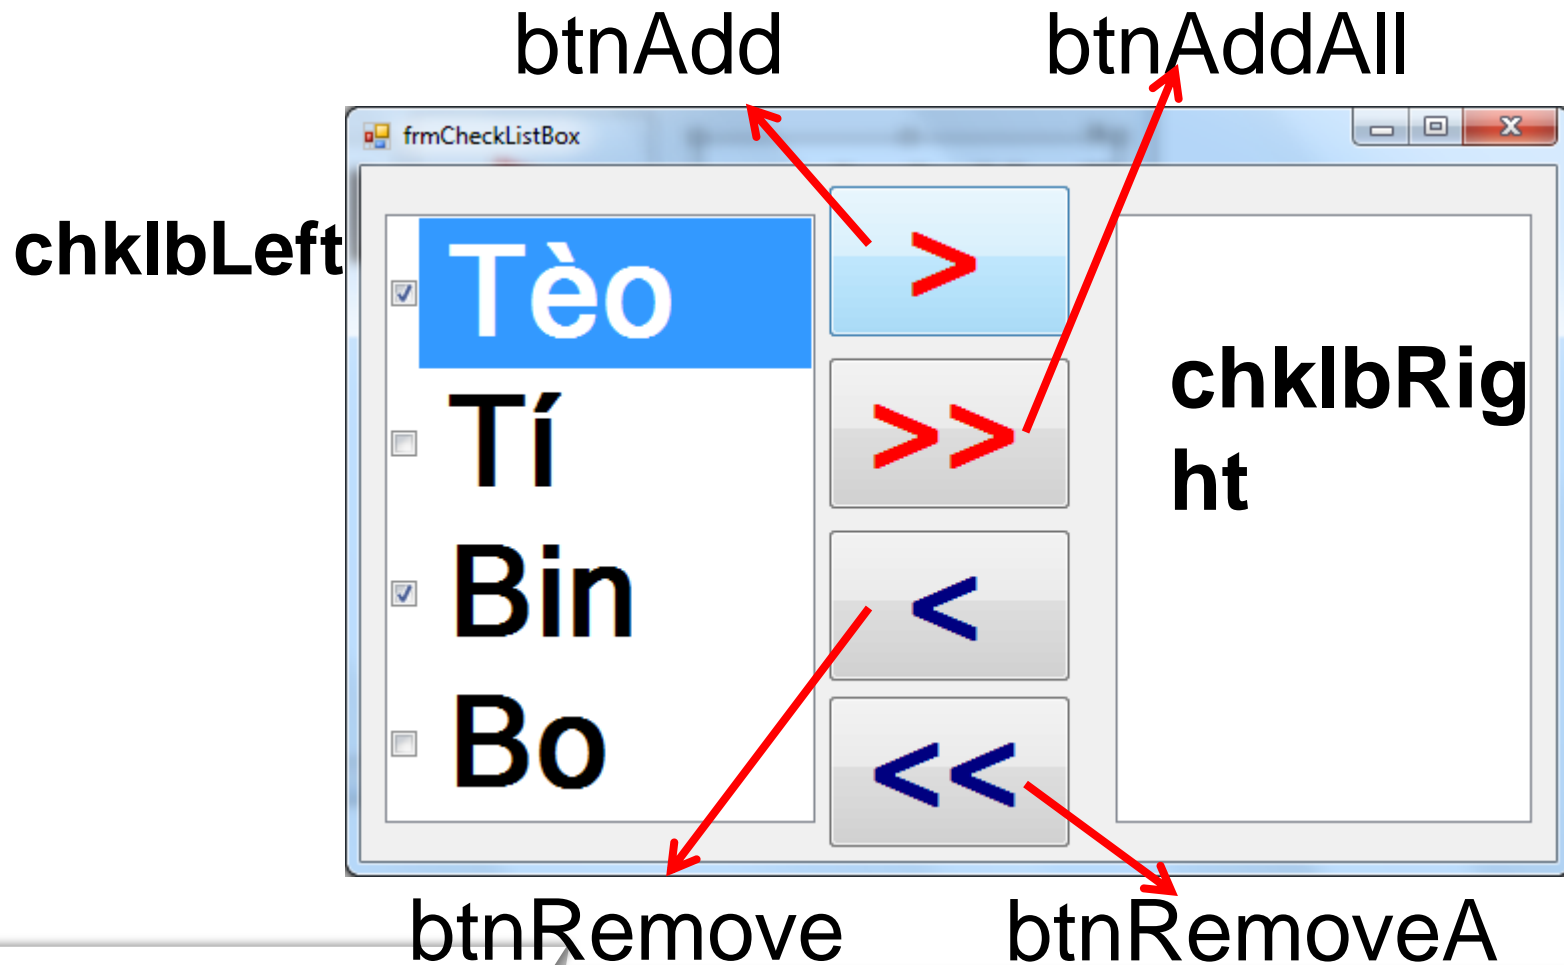 btnAdd btnAddAll
frmCheckListBox
chklbLeft
>
Tèo
>>
chklbRig
ht
Tí
<
Bin
<<
Bo
btnRemove btnRemoveA